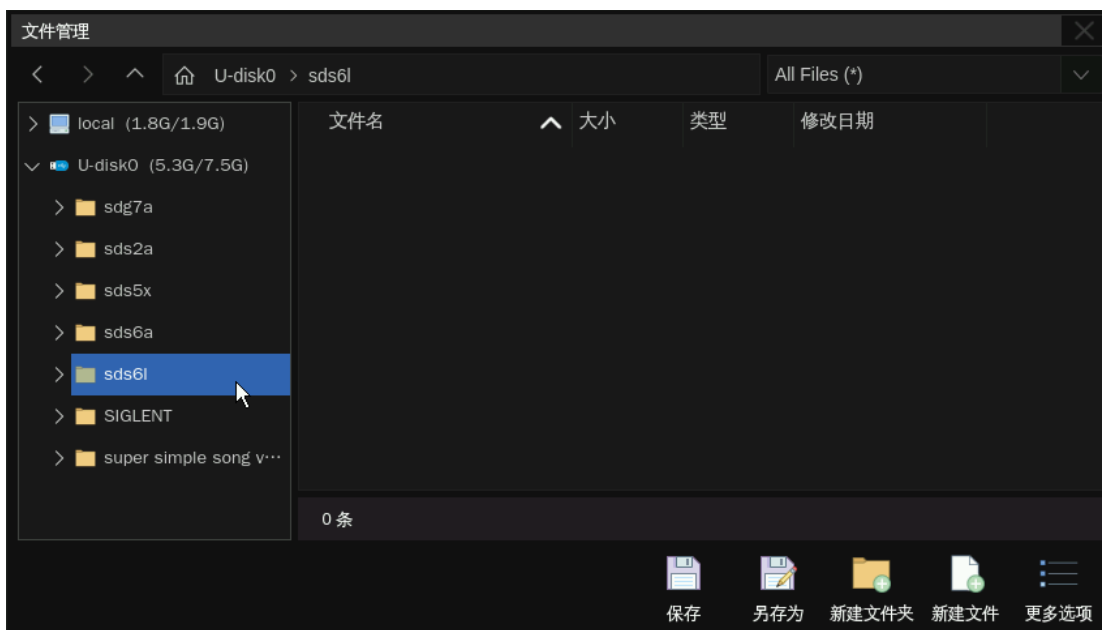 文件管理
U-disk0 > sds6l
All Files (*)
文件名 大小 类型 修改日期
local (1.8G/1.9G)
U-disk0 (5.3G/7.5G)
sdg7a
sds2a
sds5x
sds6a
sds6l
SIGLENT
super simple song v⋯
0 条
保存 另存为 新建文件夹 新建文件 更多选项